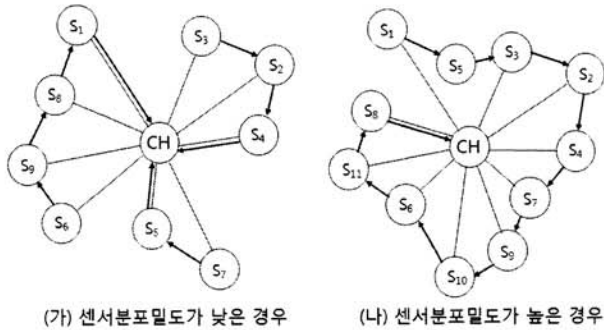 S1
S3
S2
S8
CH
S4
S9
S6
S5
S7
(가) 센서분포밀도가 낮은 경우
S1
S5
S3
S2
S8
CH
S4
S11
S6
S7
S9
S10
(나) 센서분포밀도가 높은 경우